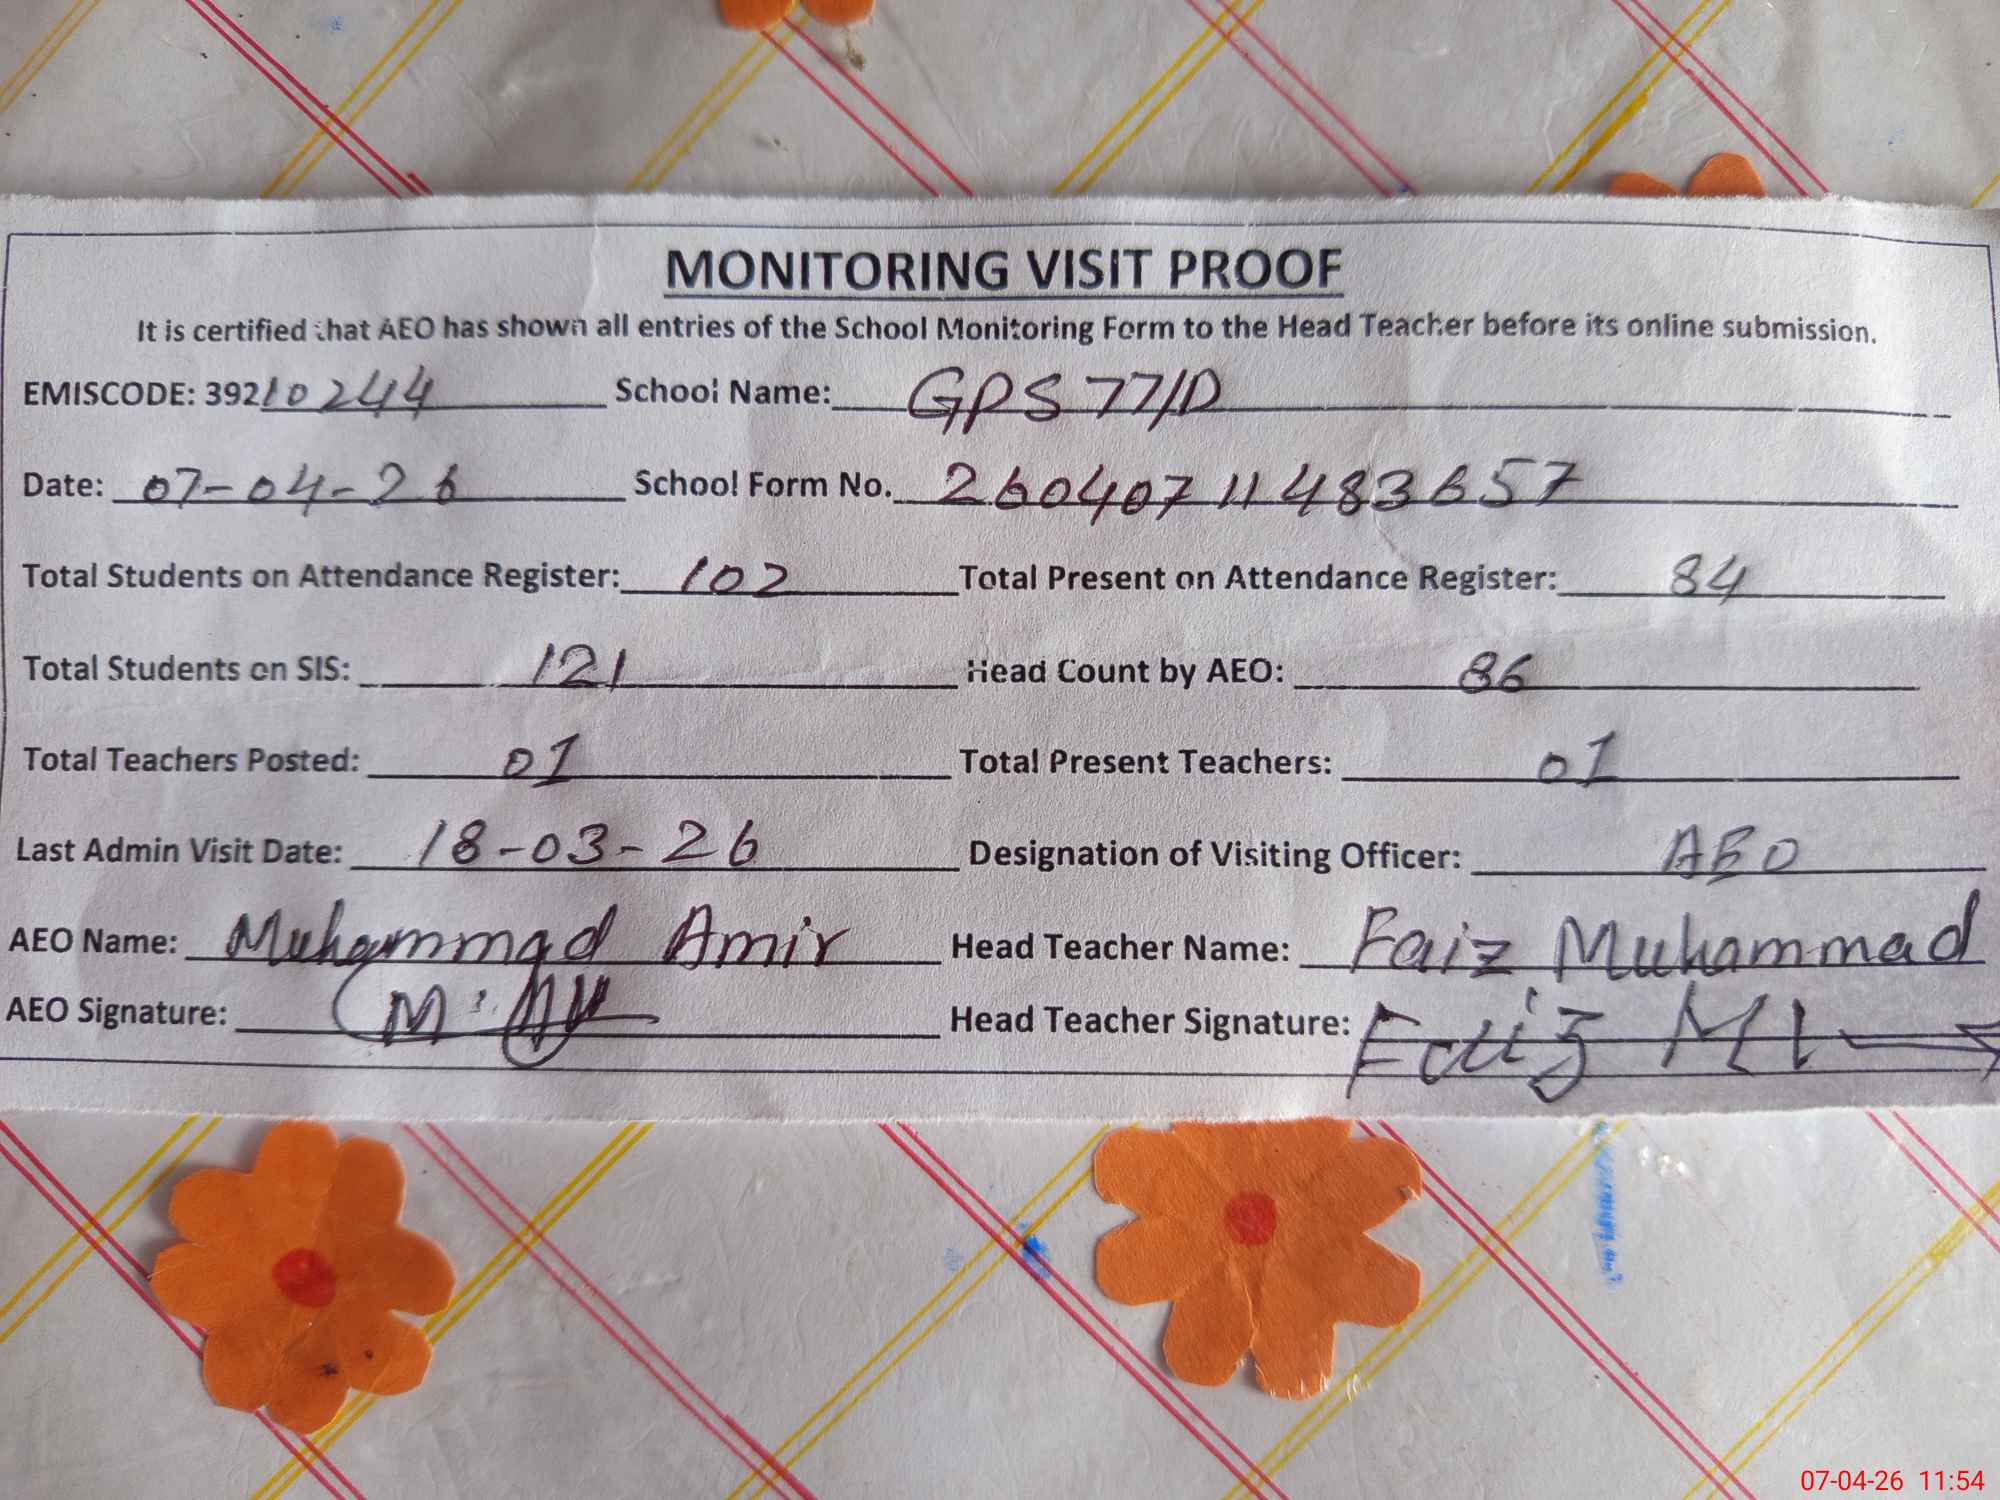 MONITORING VISIT PROOF
It is certified that AEO has shown all entries of the School Monitoring Form to the Head Teacher before its online submission.
EMISCODE: 39210244 School Name: GPS 77/D
Date: 07-04-26 School Form No. 26040711483657
Total Students on Attendance Register: 102 Total Present on Attendance Register: 84
Total Students on SIS: 121 Head Count by AEO: 86
Total Teachers Posted: 01 Total Present Teachers: 01
Last Admin Visit Date: 18-03-26 Designation of Visiting Officer: AEO
AEO Name: Muhammad Amir Head Teacher Name: Faiz Muhammad
AEO Signature: Head Teacher Signature: Faiz
07-04-26 11:54